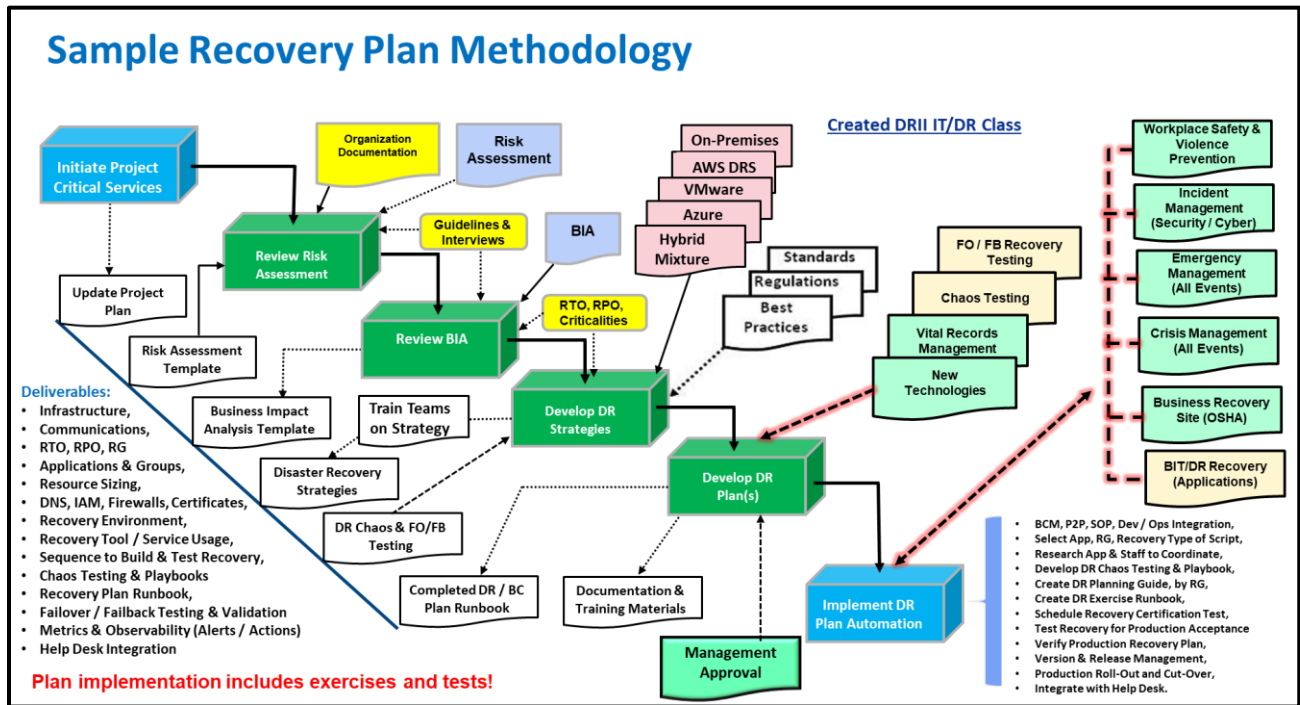 Sample Recovery Plan Methodology
Created DRII IT/DR Class
Initiate Project
Critical Services
Organization
Documentation
Risk
Assessment
On-Premises
AWS DRS
VMware
Azure
Hybrid
Mixture
Workplace Safety &
Violence
Prevention
Incident
Management
(Security / Cyber)
Emergency
Management
(All Events)
Crisis Management
(All Events)
Business Recovery
Site (OSHA)
BIT/DR Recovery
(Applications)
Review Risk
Assessment
Guidelines &
Interviews
BIA
Standards
Regulations
Best
Practices
FO / FB Recovery
Testing
Chaos Testing
Vital Records
Management
New
Technologies
Update Project
Plan
Risk Assessment
Template
Review BIA
RTO, RPO,
Criticalities
Business Impact
Analysis Template
Train Teams
on Strategy
Develop DR
Strategies
Disaster Recovery
Strategies
DR Chaos & FO/FB
Testing
Develop DR
Plan(s)
Completed DR / BC
Plan Runbook
Documentation &
Training Materials
Management
Approval
Implement DR
Plan Automation
Deliverables:
• Infrastructure,
• Communications,
• RTO, RPO, RG
• Applications & Groups,
• Resource Sizing,
• DNS, IAM, Firewalls, Certificates,
• Recovery Environment,
• Recovery Tool / Service Usage,
• Sequence to Build & Test Recovery,
• Chaos Testing & Playbooks
• Recovery Plan Runbook,
• Failover / Failback Testing & Validation
• Metrics & Observability (Alerts / Actions)
• Help Desk Integration
Plan implementation includes exercises and tests!
• BCM, P2P, SOP, Dev / Ops Integration,
• Select App, RG, Recovery Type of Script,
• Research App & Staff to Coordinate,
• Develop DR Chaos Testing & Playbook,
• Create DR Planning Guide, by RG,
• Create DR Exercise Runbook,
• Schedule Recovery Certification Test,
• Test Recovery for Production Acceptance
• Verify Production Recovery Plan,
• Version & Release Management,
• Production Roll-Out and Cut-Over,
• Integrate with Help Desk.